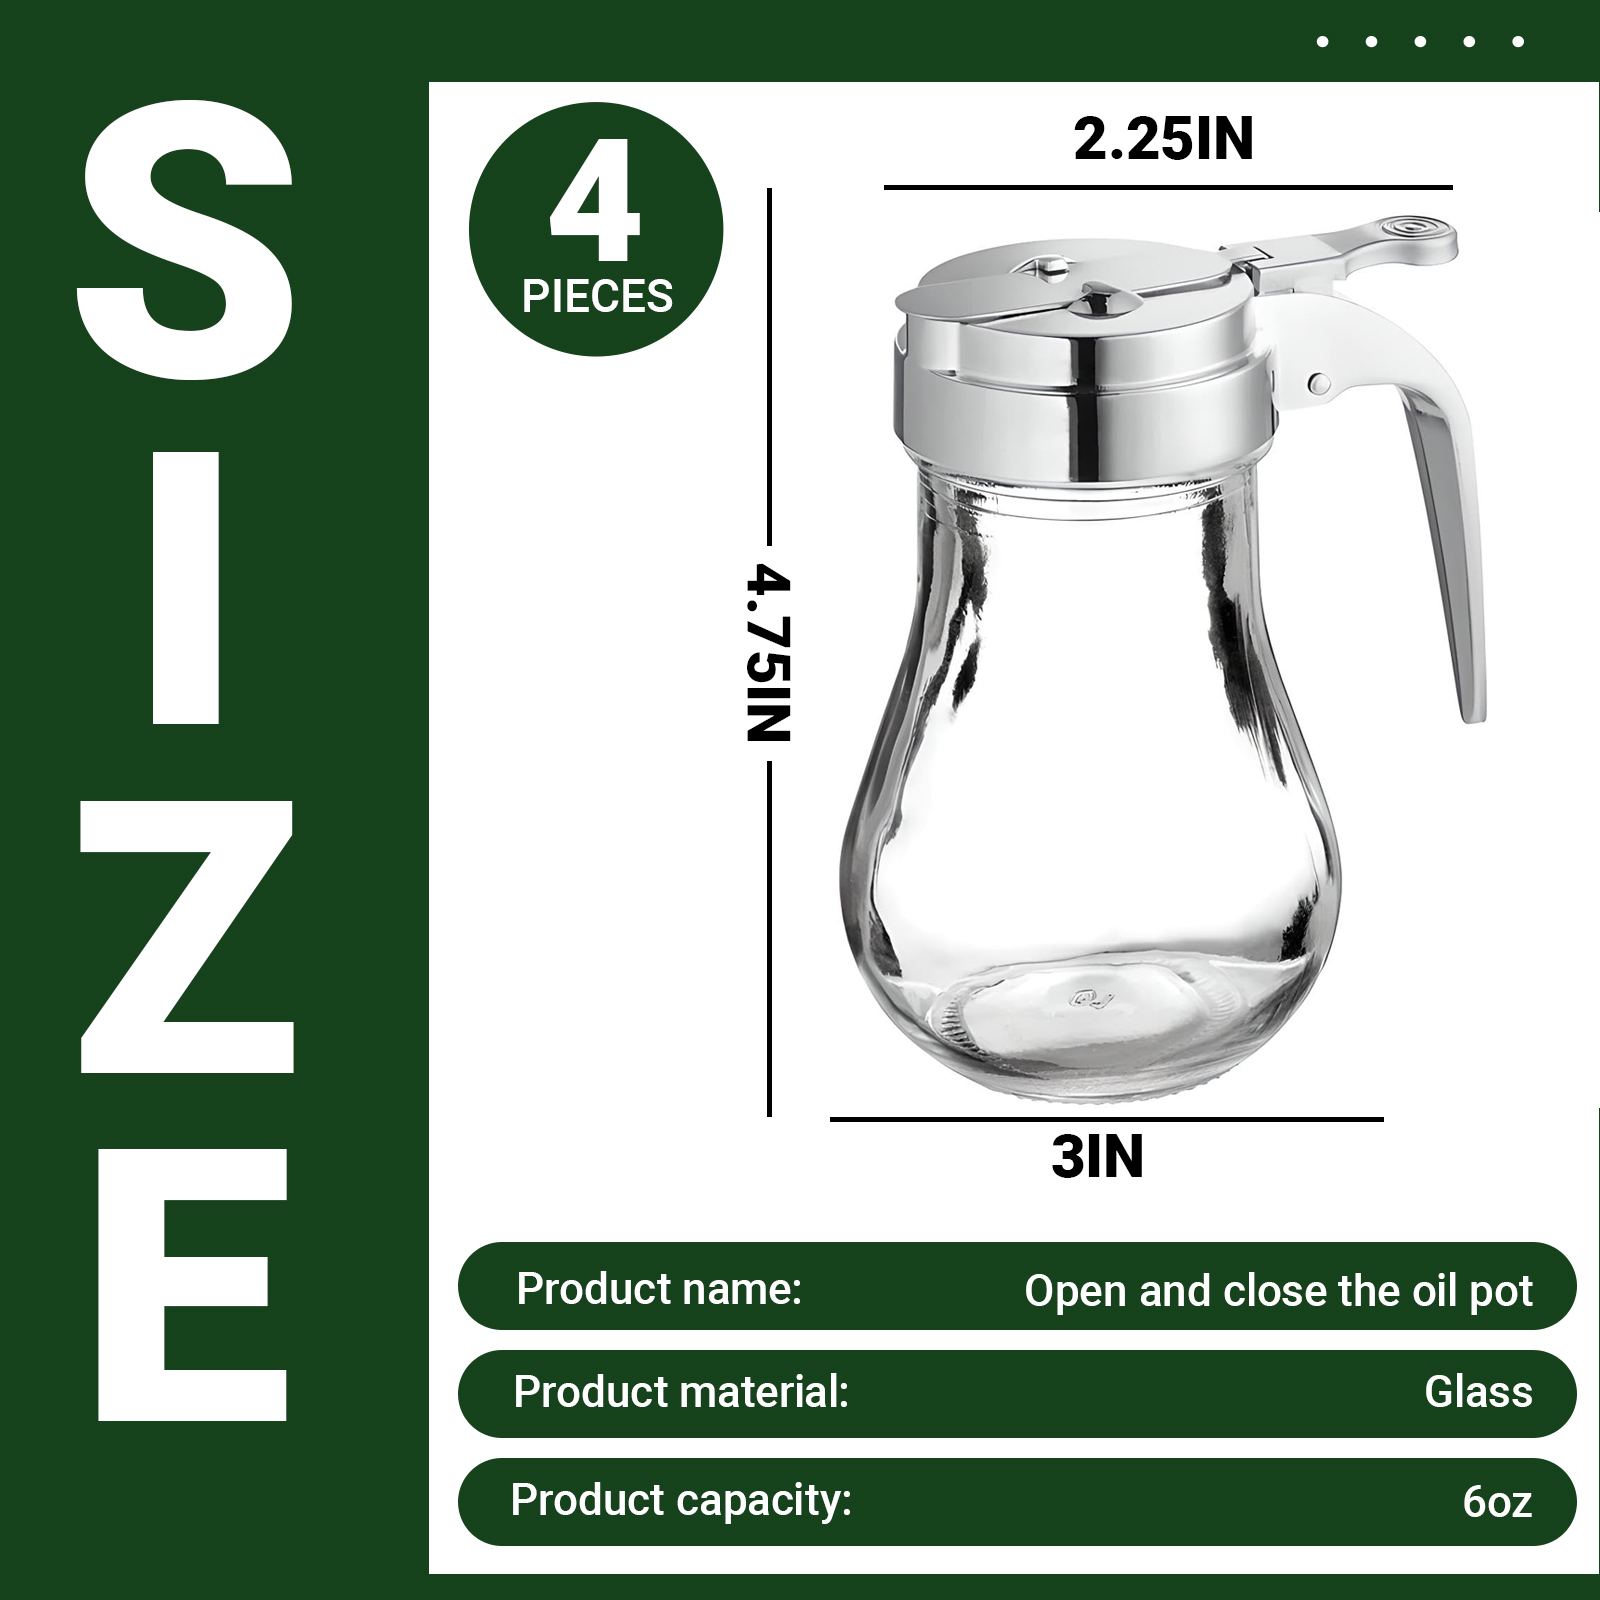 SIZE
4
PIECES
2.25IN
4.75IN
3IN
Product name: Open and close the oil pot
Product material: Glass
Product capacity: 6oz